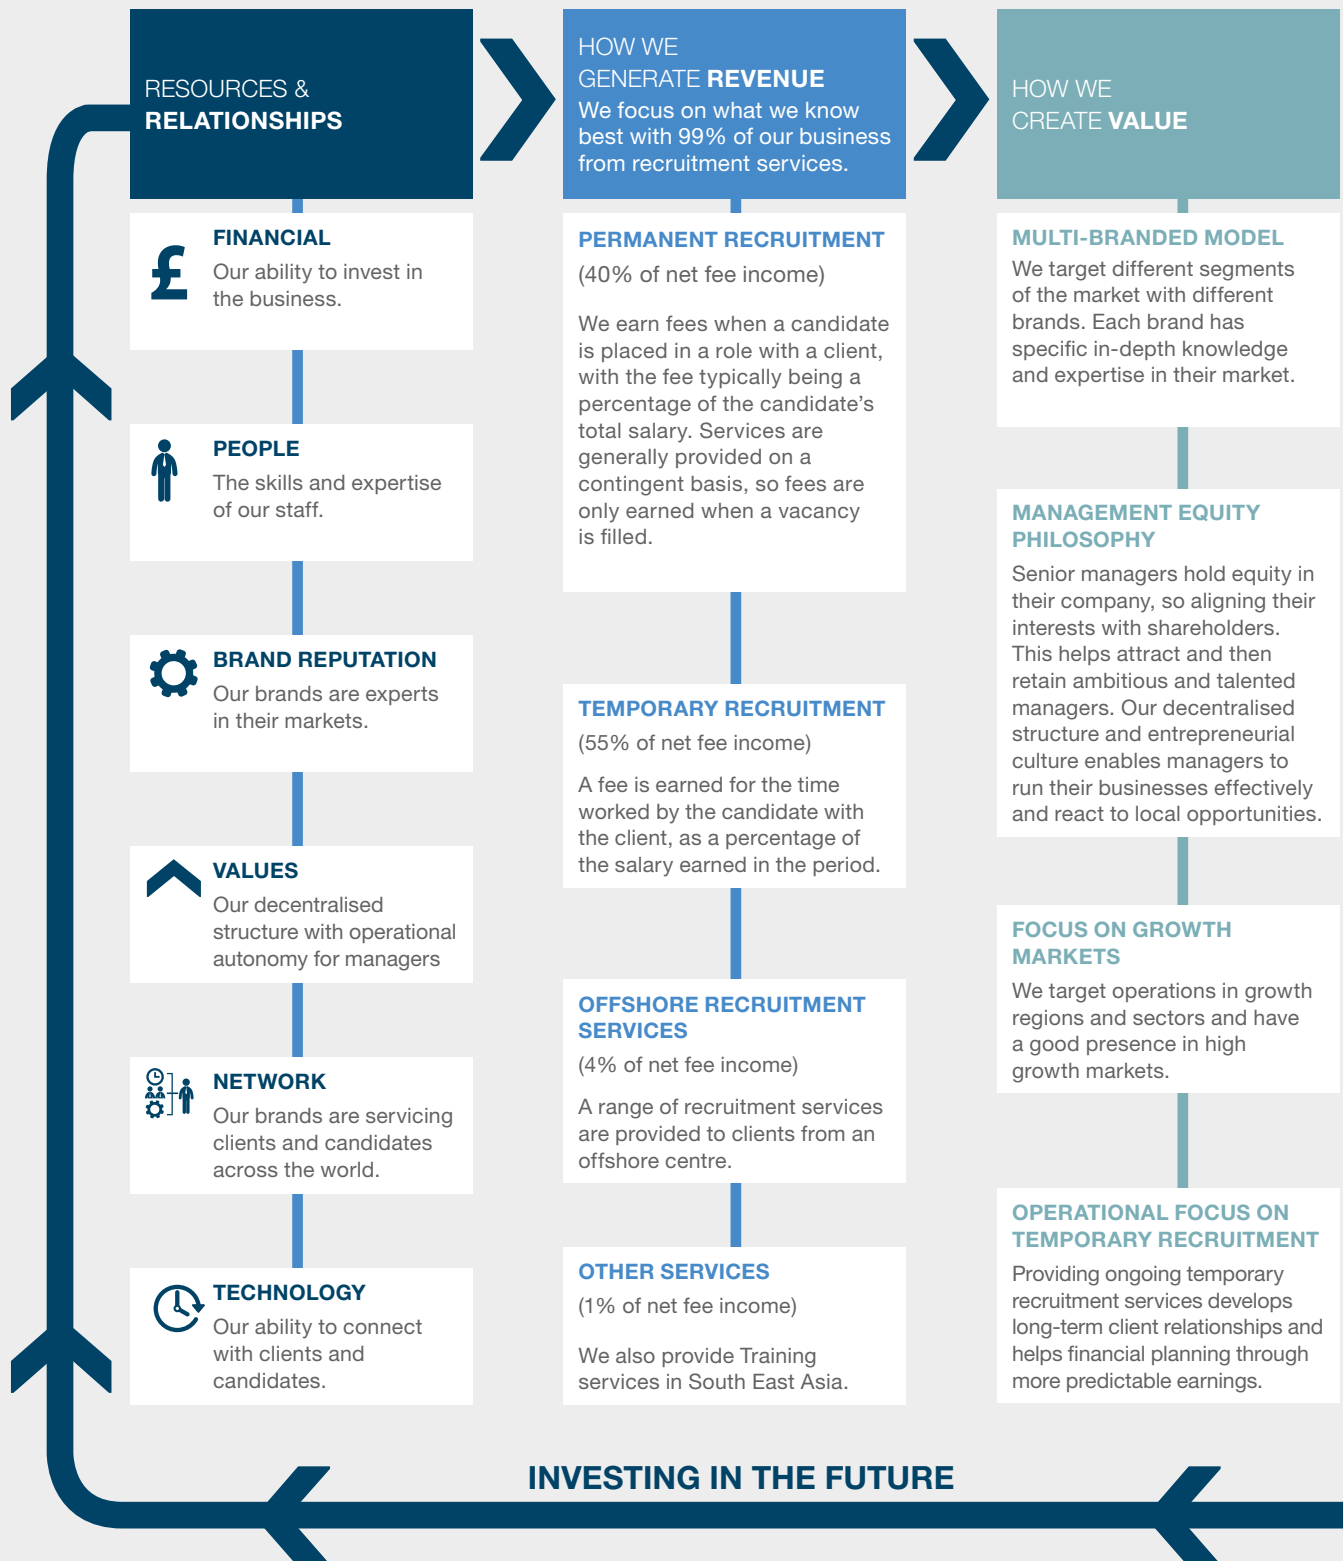 RESOURCES &
RELATIONSHIPS
FINANCIAL
Our ability to invest in
the business.
PEOPLE
The skills and expertise
of our staff.
BRAND REPUTATION
Our brands are experts
in their markets.
VALUES
Our decentralised
structure with operational
autonomy for managers
NETWORK
Our brands are servicing
clients and candidates
across the world.
TECHNOLOGY
Our ability to connect
with clients and
candidates.
HOW WE
GENERATE REVENUE
We focus on what we know
best with 99% of our business
from recruitment services.
PERMANENT RECRUITMENT
(40% of net fee income)
We earn fees when a candidate
is placed in a role with a client,
with the fee typically being a
percentage of the candidate's
total salary. Services are
generally provided on a
contingent basis, so fees are
only earned when a vacancy
is filled.
TEMPORARY RECRUITMENT
(55% of net fee income)
A fee is earned for the time
worked by the candidate with
the client, as a percentage of
the salary earned in the period.
OFFSHORE RECRUITMENT
SERVICES
(4% of net fee income)
A range of recruitment services
are provided to clients from an
offshore centre.
OTHER SERVICES
(1% of net fee income)
We also provide Training
services in South East Asia.
HOW WE
CREATE VALUE
MULTI-BRANDED MODEL
We target different segments
of the market with different
brands. Each brand has
specific in-depth knowledge
and expertise in their market.
MANAGEMENT EQUITY
PHILOSOPHY
Senior managers hold equity in
their company, so aligning their
interests with shareholders.
This helps attract and then
retain ambitious and talented
managers. Our decentralised
structure and entrepreneurial
culture enables managers to
run their businesses effectively
and react to local opportunities.
FOCUS ON GROWTH
MARKETS
We target operations in growth
regions and sectors and have
a good presence in high
growth markets.
OPERATIONAL FOCUS ON
TEMPORARY RECRUITMENT
Providing ongoing temporary
recruitment services develops
long-term client relationships and
helps financial planning through
more predictable earnings.
INVESTING IN THE FUTURE